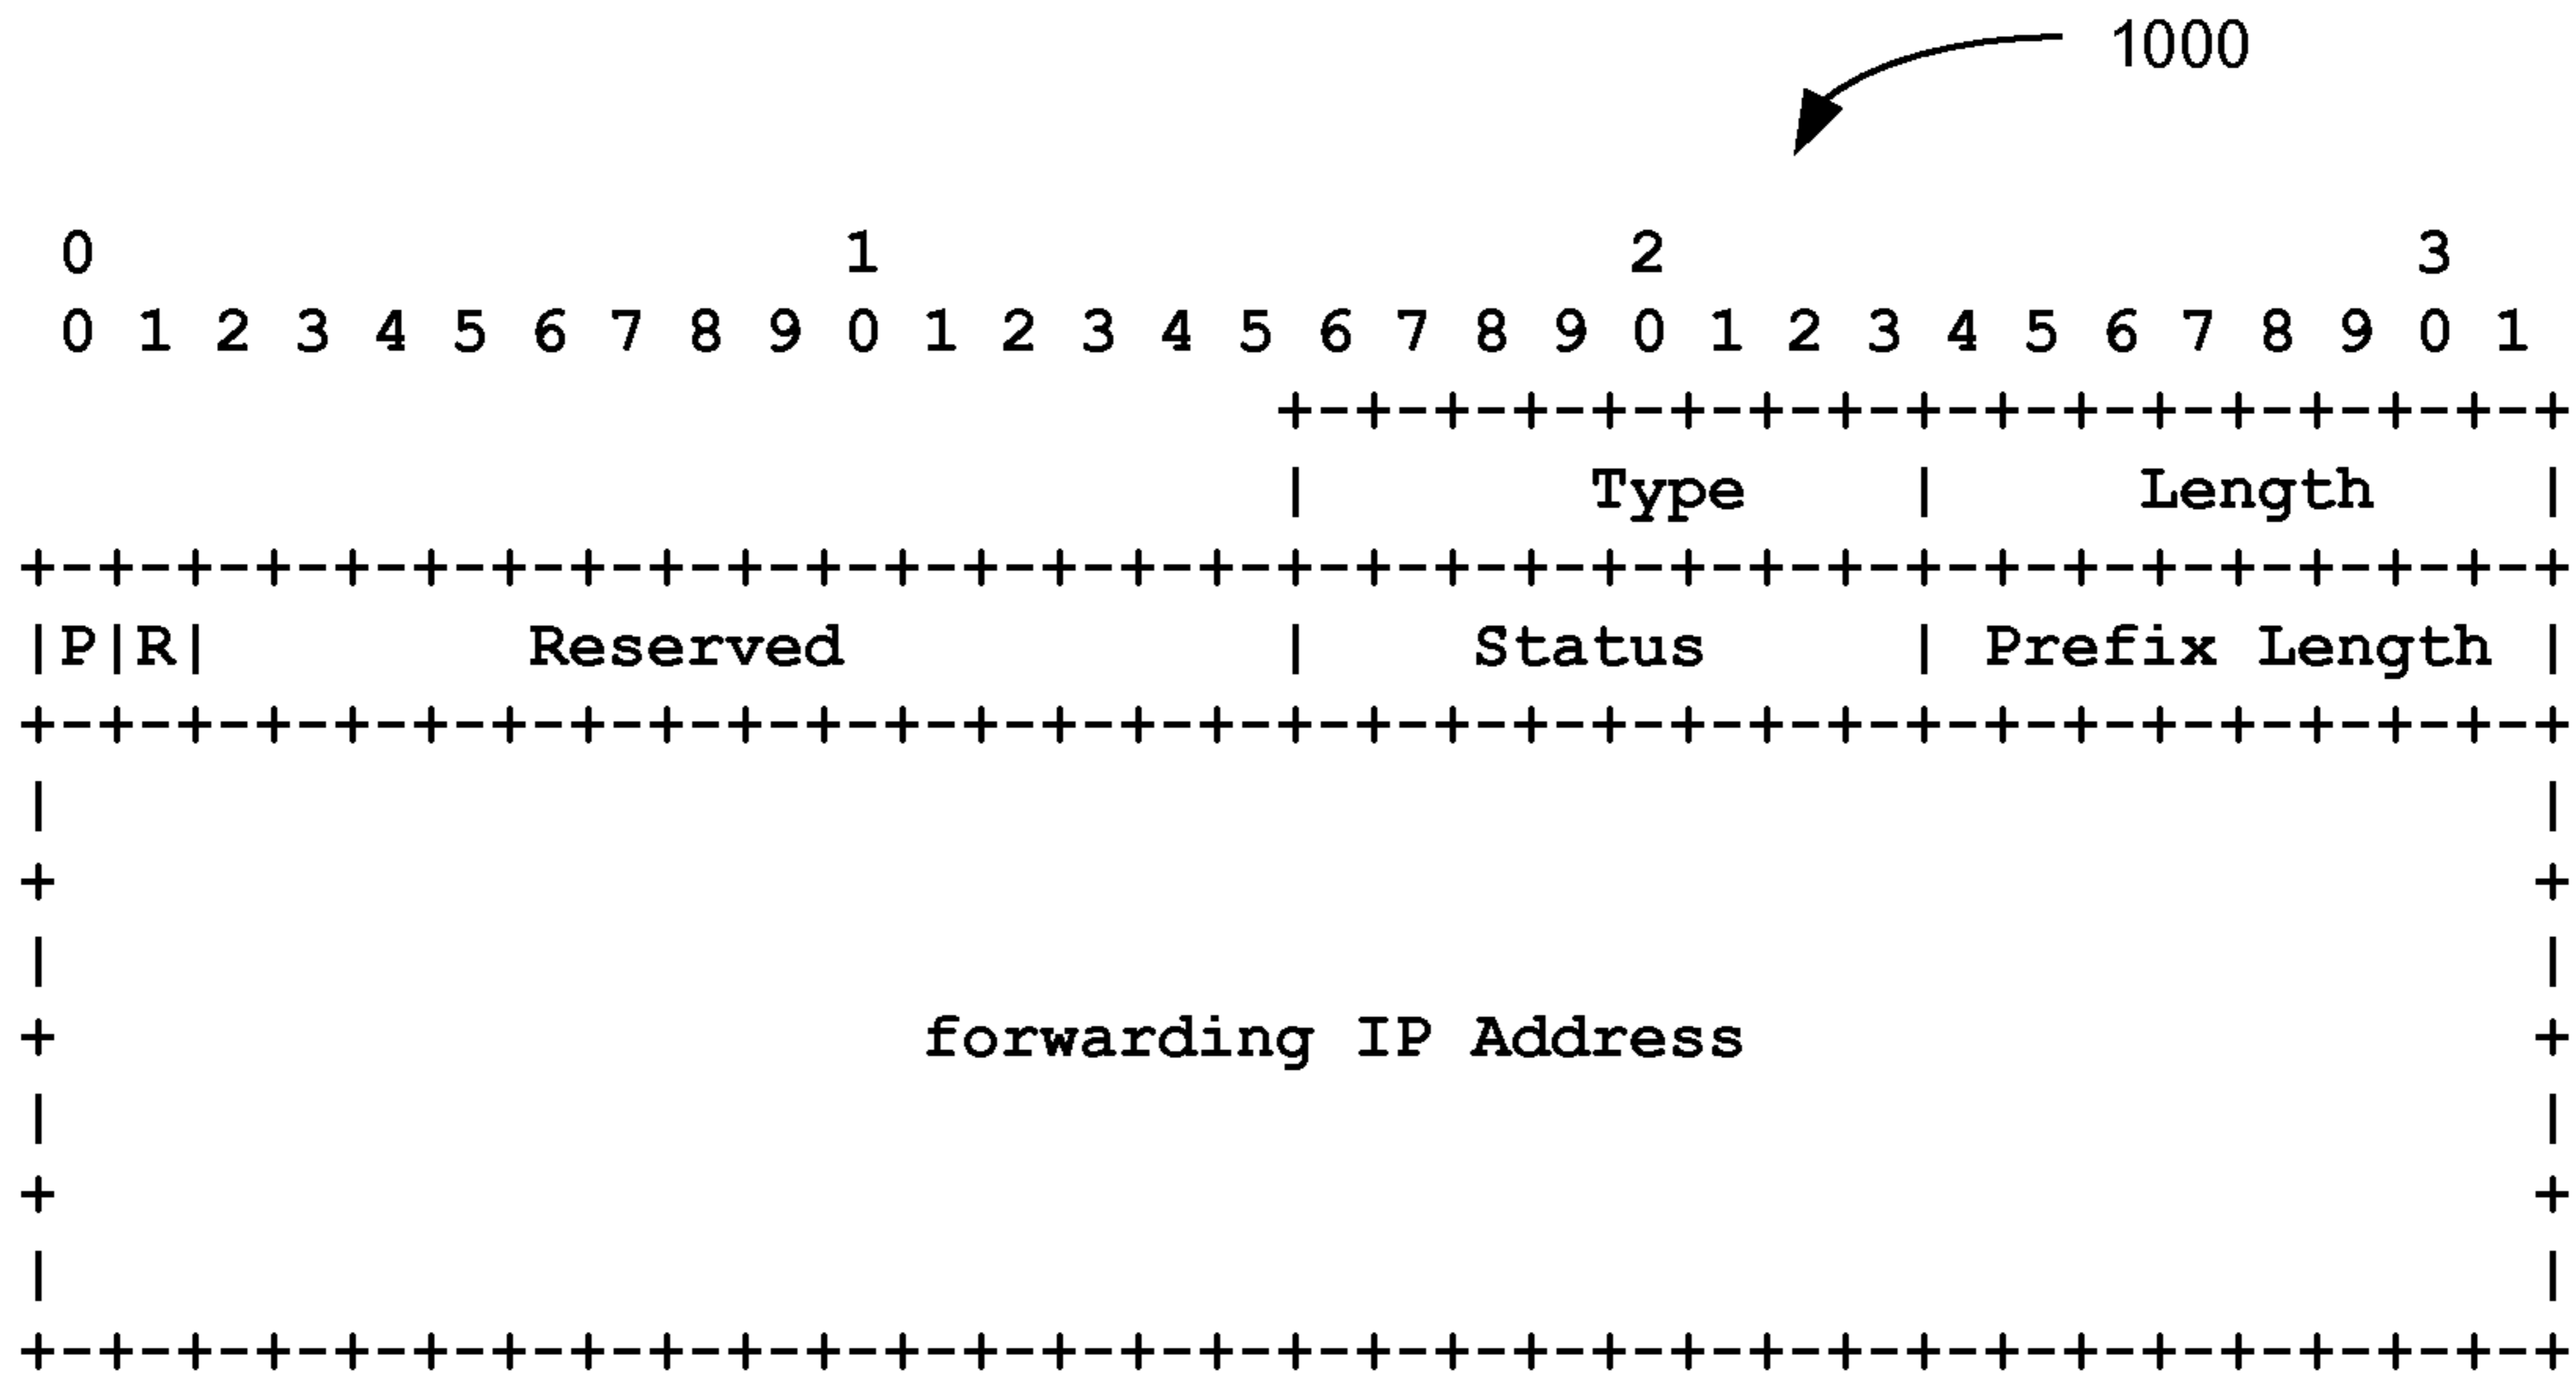 1000
0                   1                   2                   3
0 1 2 3 4 5 6 7 8 9 0 1 2 3 4 5 6 7 8 9 0 1 2 3 4 5 6 7 8 9 0 1
+-+-+-+-+-+-+-+-+-+-+-+-+-+-+-+-+
|       Type    |     Length    |
+-+-+-+-+-+-+-+-+-+-+-+-+-+-+-+-+-+-+-+-+-+-+-+-+-+-+-+-+-+-+-+-+
|P|R|        Reserved           |    Status     | Prefix Length |
+-+-+-+-+-+-+-+-+-+-+-+-+-+-+-+-+-+-+-+-+-+-+-+-+-+-+-+-+-+-+-+-+
|                                                               |
+                                                               +
|                                                               |
+                      forwarding IP Address                    +
|                                                               |
+                                                               +
|                                                               |
+-+-+-+-+-+-+-+-+-+-+-+-+-+-+-+-+-+-+-+-+-+-+-+-+-+-+-+-+-+-+-+-+